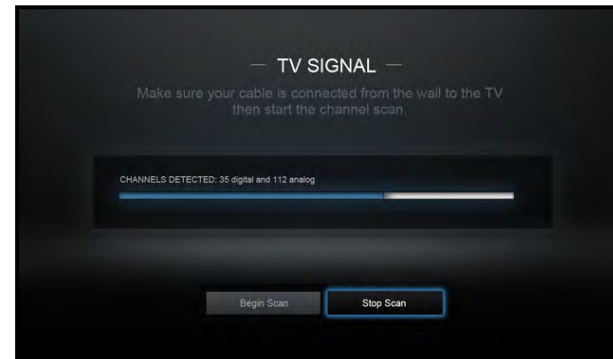 — TV SIGNAL —
Make sure your cable is connected from the wall to the TV
then start the channel scan.
CHANNELS DETECTED: 35 digital and 112 analog
Begin Scan Stop Scan